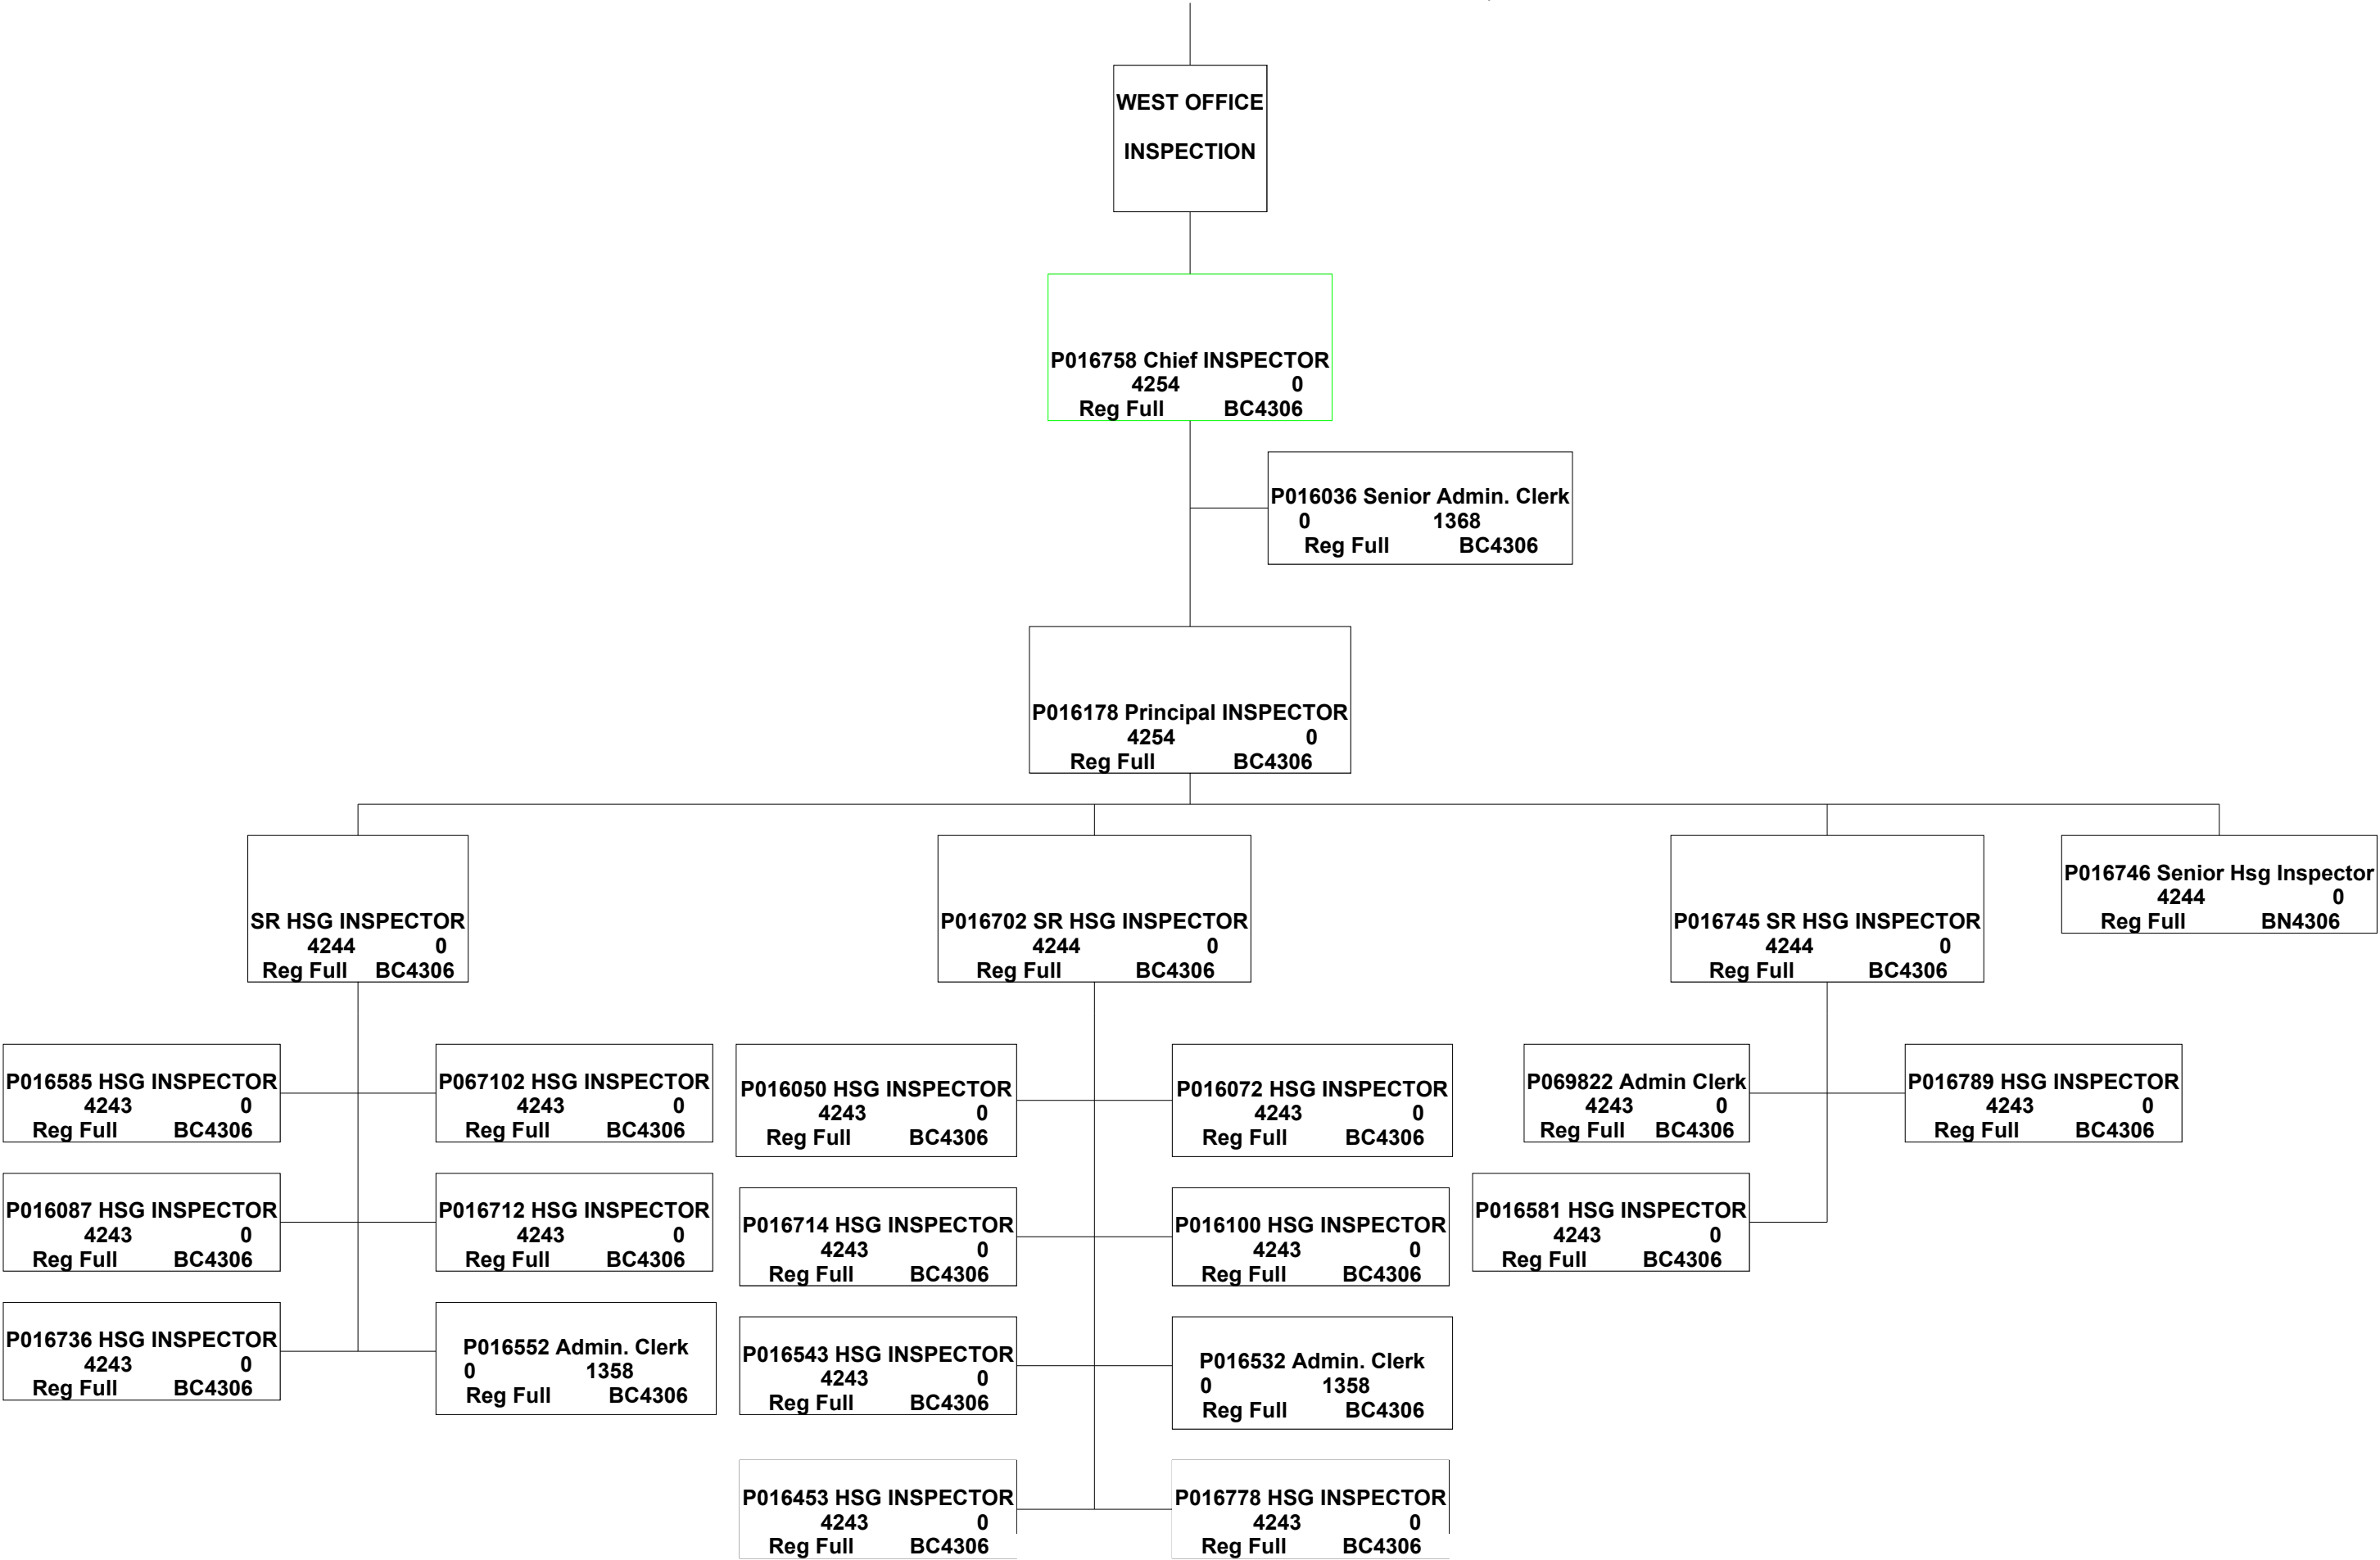 WEST OFFICE
INSPECTION
P016758 Chief INSPECTOR
4254 0
Reg Full BC4306
P016036 Senior Admin. Clerk
0 1368
Reg Full BC4306
P016178 Principal INSPECTOR
4254 0
Reg Full BC4306
SR HSG INSPECTOR
4244 0
Reg Full BC4306
P016702 SR HSG INSPECTOR
4244 0
Reg Full BC4306
P016745 SR HSG INSPECTOR
4244 0
Reg Full BC4306
P016746 Senior Hsg Inspector
4244 0
Reg Full BN4306
P016585 HSG INSPECTOR
4243 0
Reg Full BC4306
P067102 HSG INSPECTOR
4243 0
Reg Full BC4306
P016050 HSG INSPECTOR
4243 0
Reg Full BC4306
P016072 HSG INSPECTOR
4243 0
Reg Full BC4306
P069822 Admin Clerk
4243 0
Reg Full BC4306
P016789 HSG INSPECTOR
4243 0
Reg Full BC4306
P016087 HSG INSPECTOR
4243 0
Reg Full BC4306
P016712 HSG INSPECTOR
4243 0
Reg Full BC4306
P016714 HSG INSPECTOR
4243 0
Reg Full BC4306
P016100 HSG INSPECTOR
4243 0
Reg Full BC4306
P016581 HSG INSPECTOR
4243 0
Reg Full BC4306
P016736 HSG INSPECTOR
4243 0
Reg Full BC4306
P016552 Admin. Clerk
0 1358
Reg Full BC4306
P016543 HSG INSPECTOR
4243 0
Reg Full BC4306
P016532 Admin. Clerk
0 1358
Reg Full BC4306
P016453 HSG INSPECTOR
4243 0
Reg Full BC4306
P016778 HSG INSPECTOR
4243 0
Reg Full BC4306